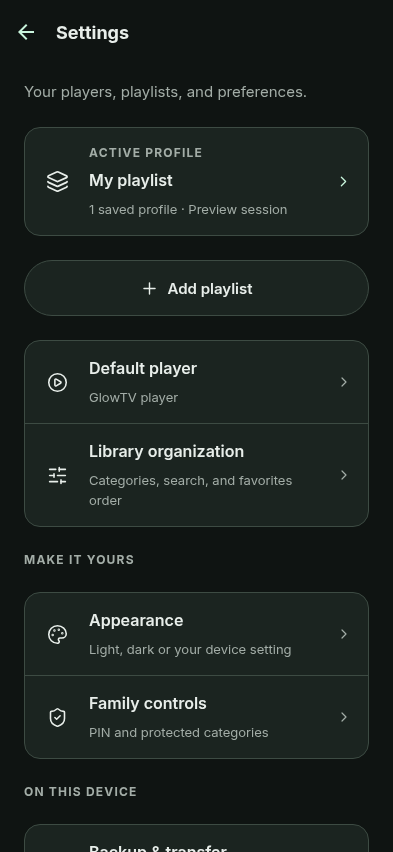 Settings
Your players, playlists, and preferences.
ACTIVE PROFILE
My playlist
1 saved profile · Preview session
Add playlist
Default player
GlowTV player
Library organization
Categories, search, and favorites
order
MAKE IT YOURS
Appearance
Light, dark or your device setting
Family controls
PIN and protected categories
ON THIS DEVICE
Backup & transfer